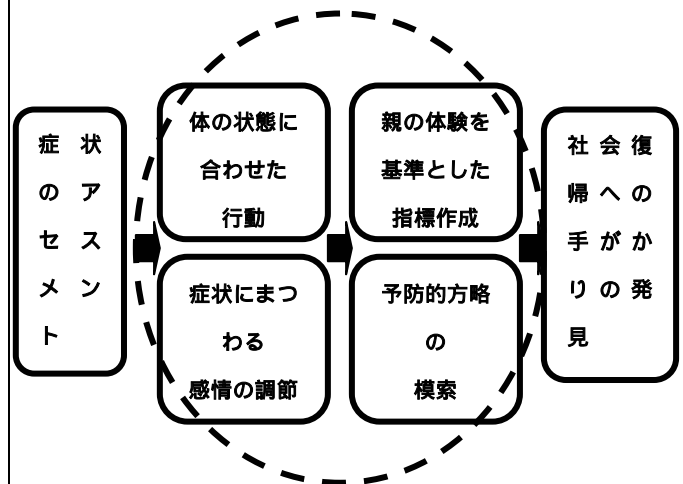 症状
のア
セス
メン
ト
体の状態に
合わせた
行動
症状にまつ
わる
感情の調節
親の体験を
基準とした
指標作成
予防的方略
の
模索
社会復
帰への
手がか
りの発
見